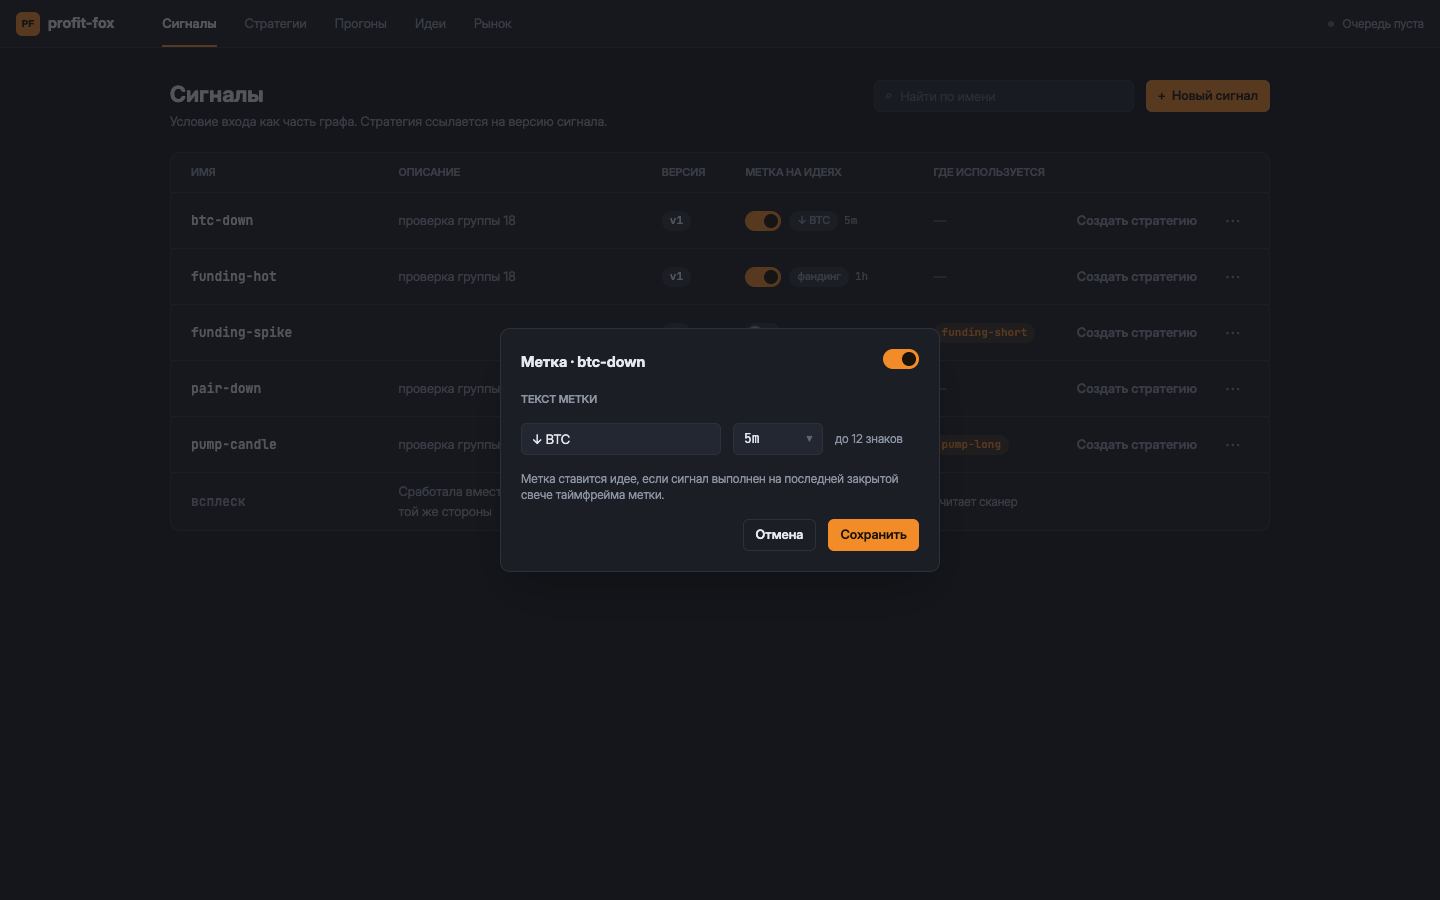 PF profit-fox Сигналы Стратегии Прогоны Идеи Рынок Очередь пуста
Сигналы
Найти по имени + Новый сигнал
Условие входа как часть графа. Стратегия ссылается на версию сигнала.
ИМЯ ОПИСАНИЕ ВЕРСИЯ МЕТКА НА ИДЕЯХ ГДЕ ИСПОЛЬЗУЕТСЯ
btc-down проверка группы 18 v1 ↓ BTC 5m — Создать стратегию ···
funding-hot проверка группы 18 v1 фандинг 1h — Создать стратегию ···
funding-spike funding-short Создать стратегию ···
pair-down проверка группы Создать стратегию ···
pump-candle проверка группы pump-long Создать стратегию ···
всплеск Сработала вмест читает сканер
той же стороны
Метка · btc-down
ТЕКСТ МЕТКИ
↓ BTC 5m до 12 знаков
Метка ставится идее, если сигнал выполнен на последней закрытой
свече таймфрейма метки.
Отмена Сохранить